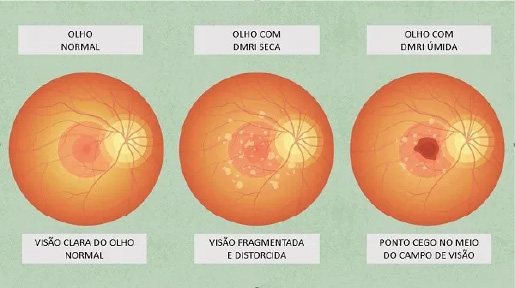 OLHO
NORMAL
OLHO COM
DMRI SECA
OLHO COM
DMRI ÚMIDA
VISÃO CLARA DO OLHO
NORMAL
VISÃO FRAGMENTADA
E DISTORCIDA
PONTO CEGO NO MEIO
DO CAMPO DE VISÃO